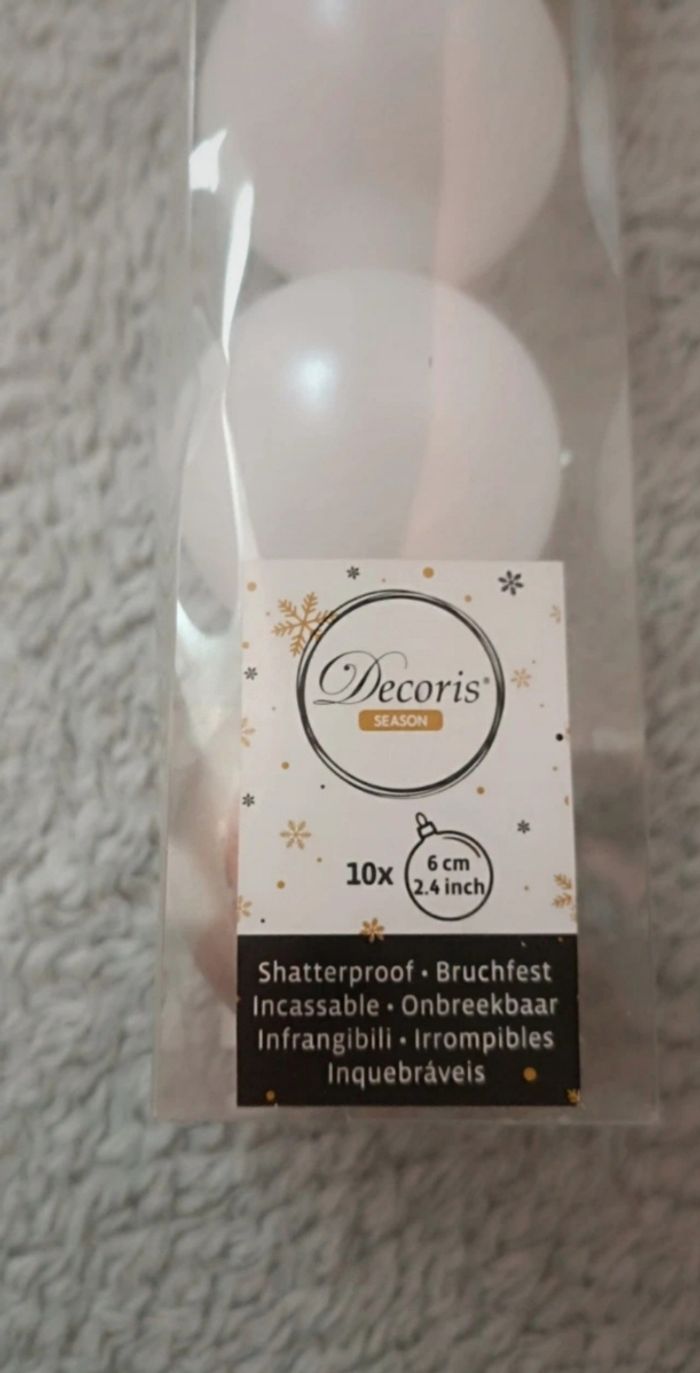 Decoris®
SEASON
10x
6 cm
2.4 inch
Shatterproof • Bruchfest
Incassable • Onbreekbaar
Infrangibili • Irrompibles
Inquebráveis